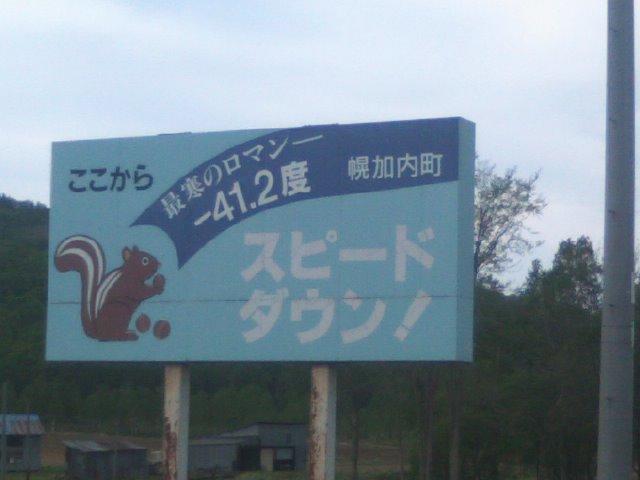 ここから
最寒のロマンー
-41.2度
幌加内町
スピード
ダウン!